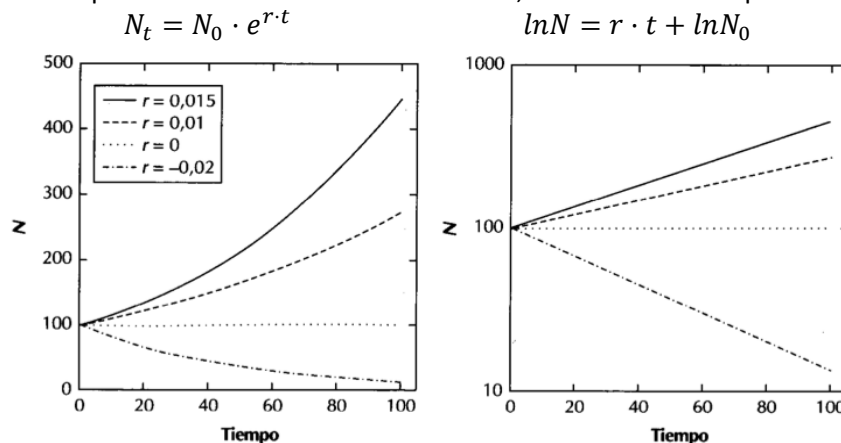 N_t = N_0 · e^{r·t}
lnN = r · t + lnN_0
500
400
300
200
100
0
N
r = 0,015
r = 0,01
r = 0
r = –0,02
0 20 40 60 80 100
Tiempo
1000
100
10
N
0 20 40 60 80 100
Tiempo